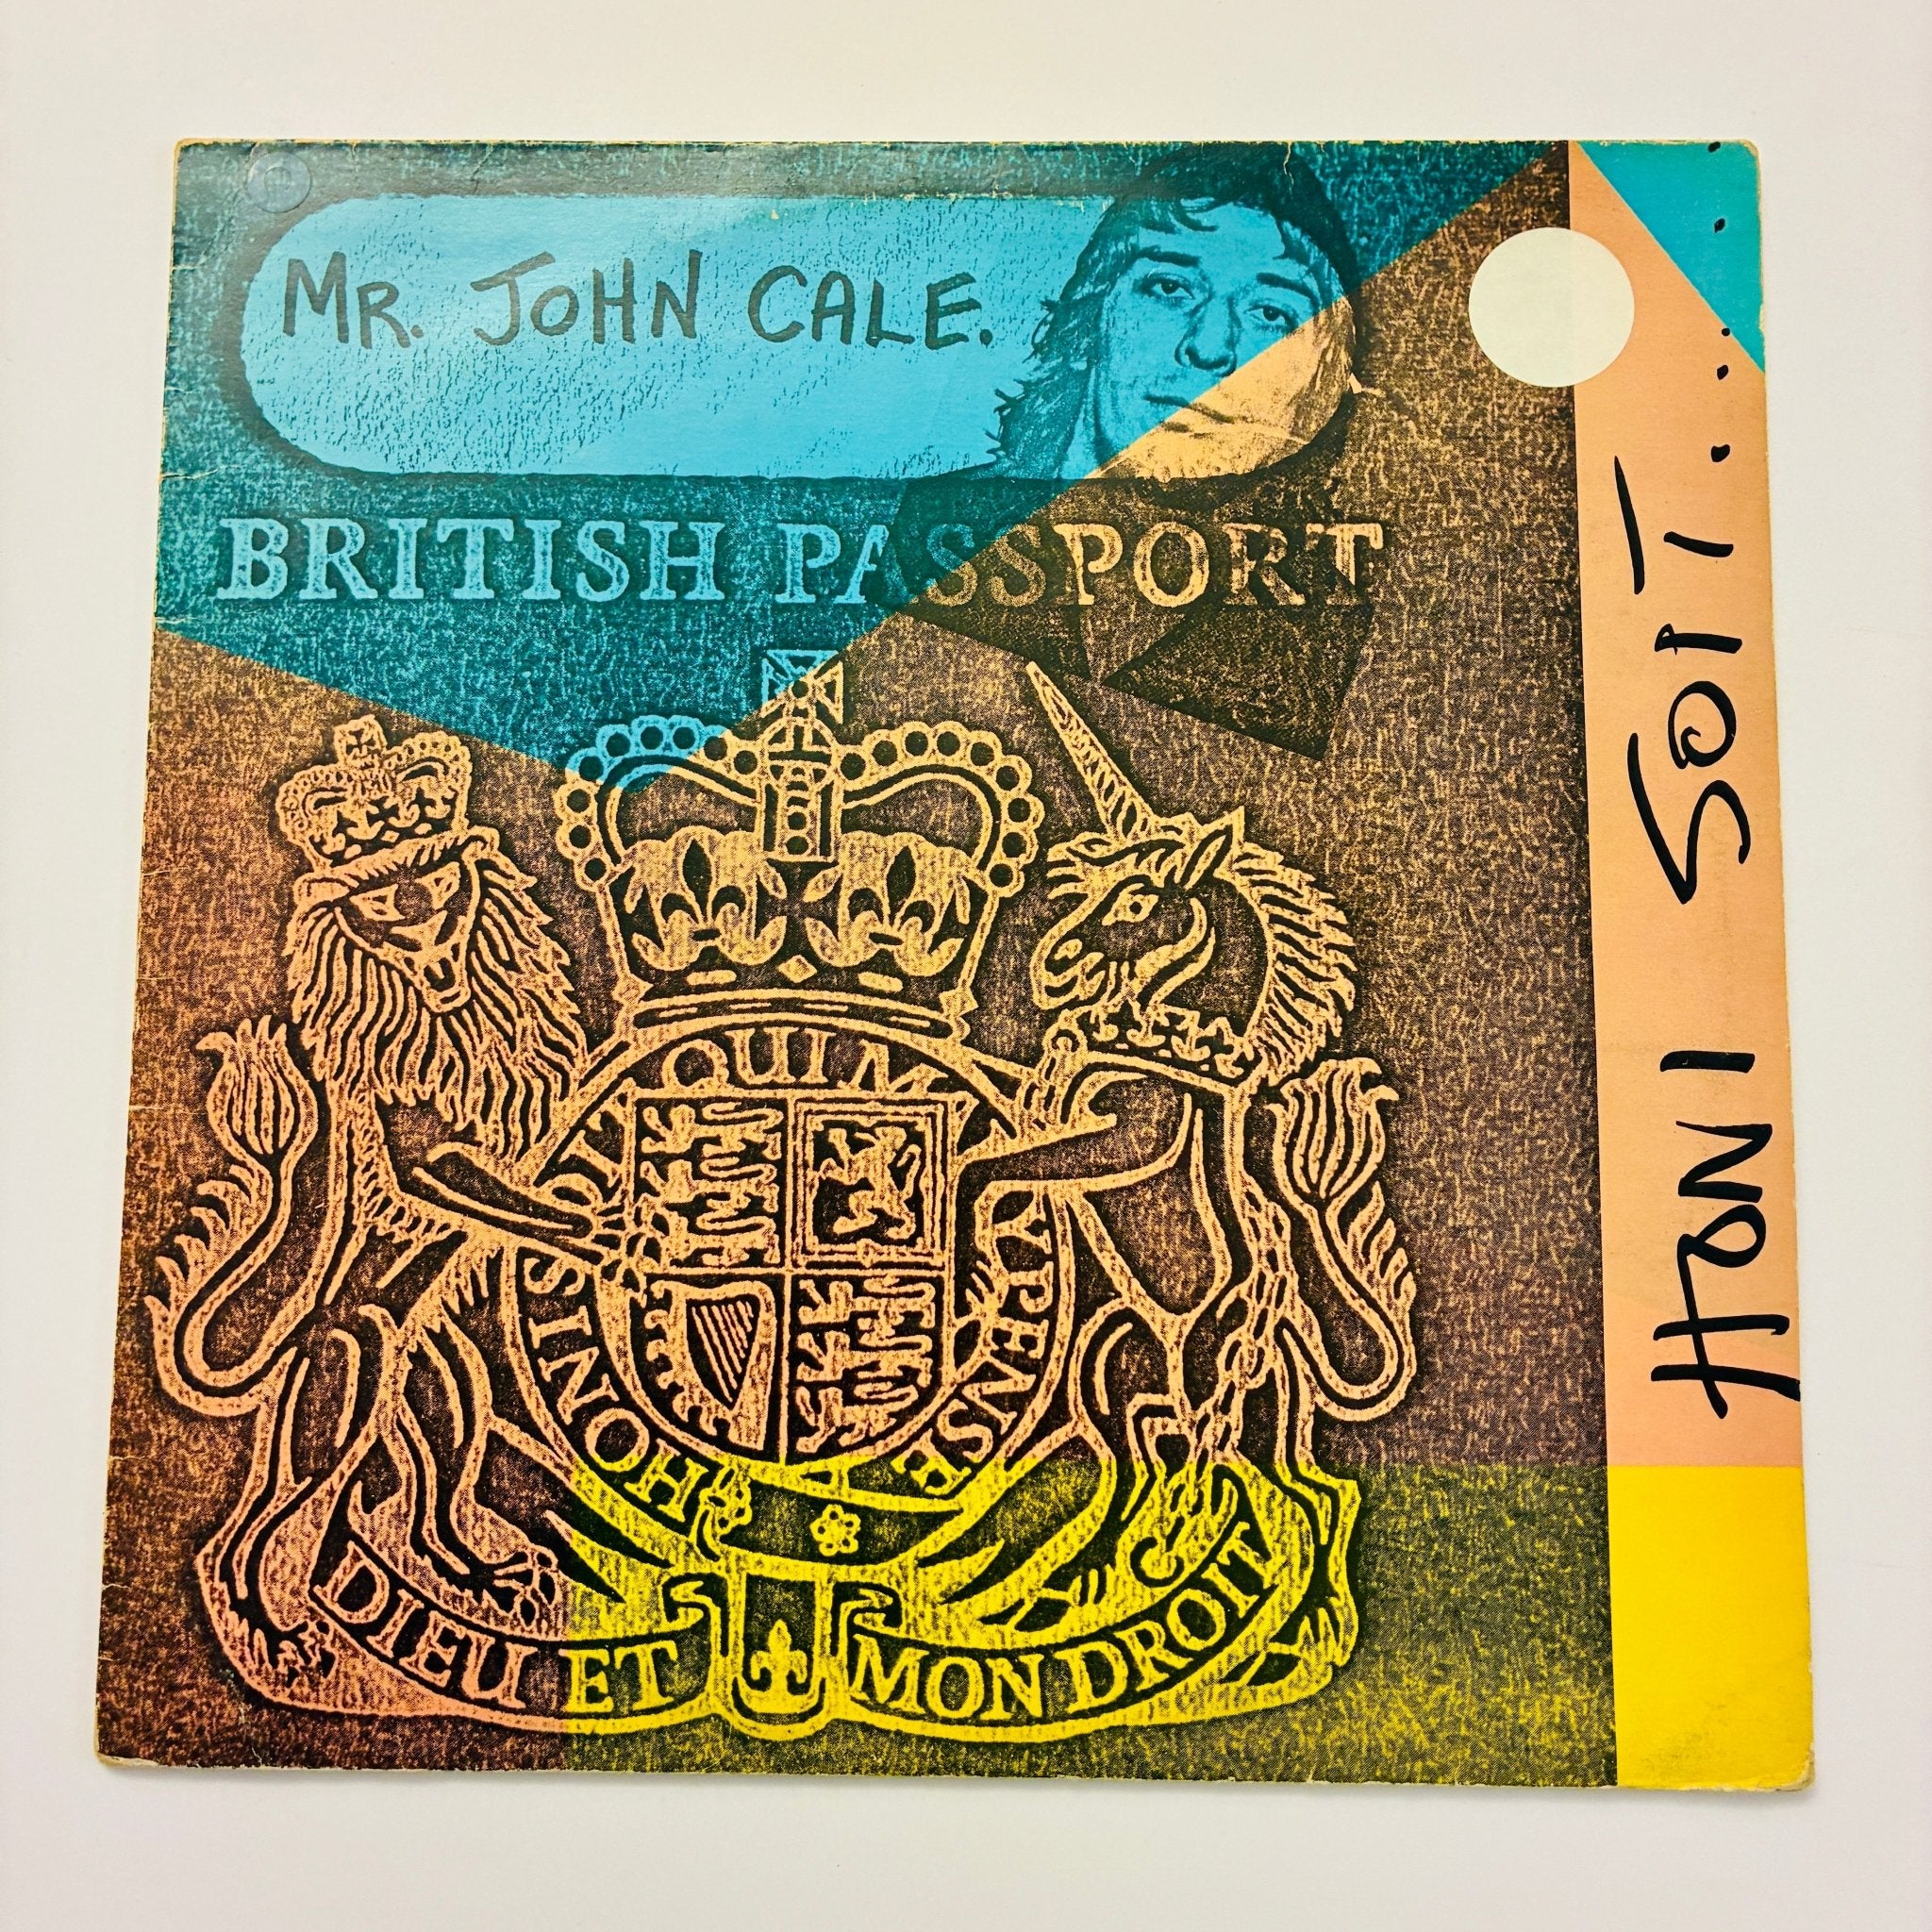 MR. JOHN CALE.
BRITISH PASSPORT
HONI SOIT QUI MAL Y PENSE
DIEU ET MON DROIT
HONI SOIT.....